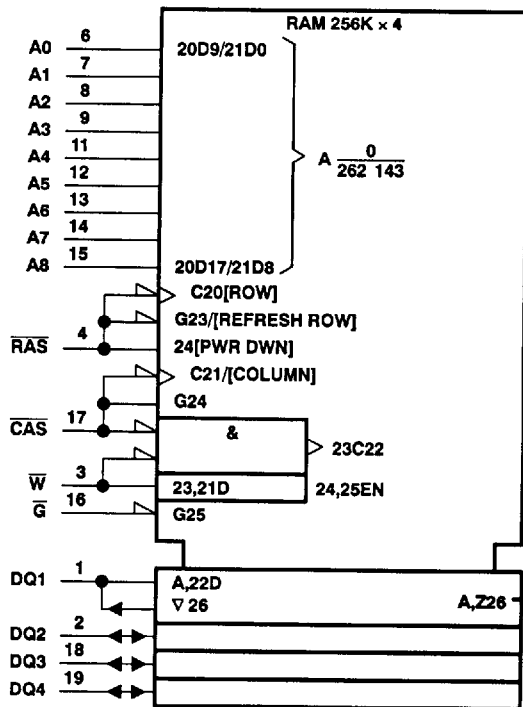 RAM 256K × 4
A0 6 20D9/21D0
A1 7
A2 8
A3 9
A4 11
A5 12
A6 13
A7 14
A8 15 20D17/21D8
A 0
262 143
C20[ROW]
G23/[REFRESH ROW]
RAS 4 24[PWR DWN]
C21/[COLUMN]
G24
CAS 17 & 23C22
W 3 23,21D 24,25EN
G 16 G25
DQ1 1 A,22D
∇ 26 A,Z26
DQ2 2
DQ3 18
DQ4 19